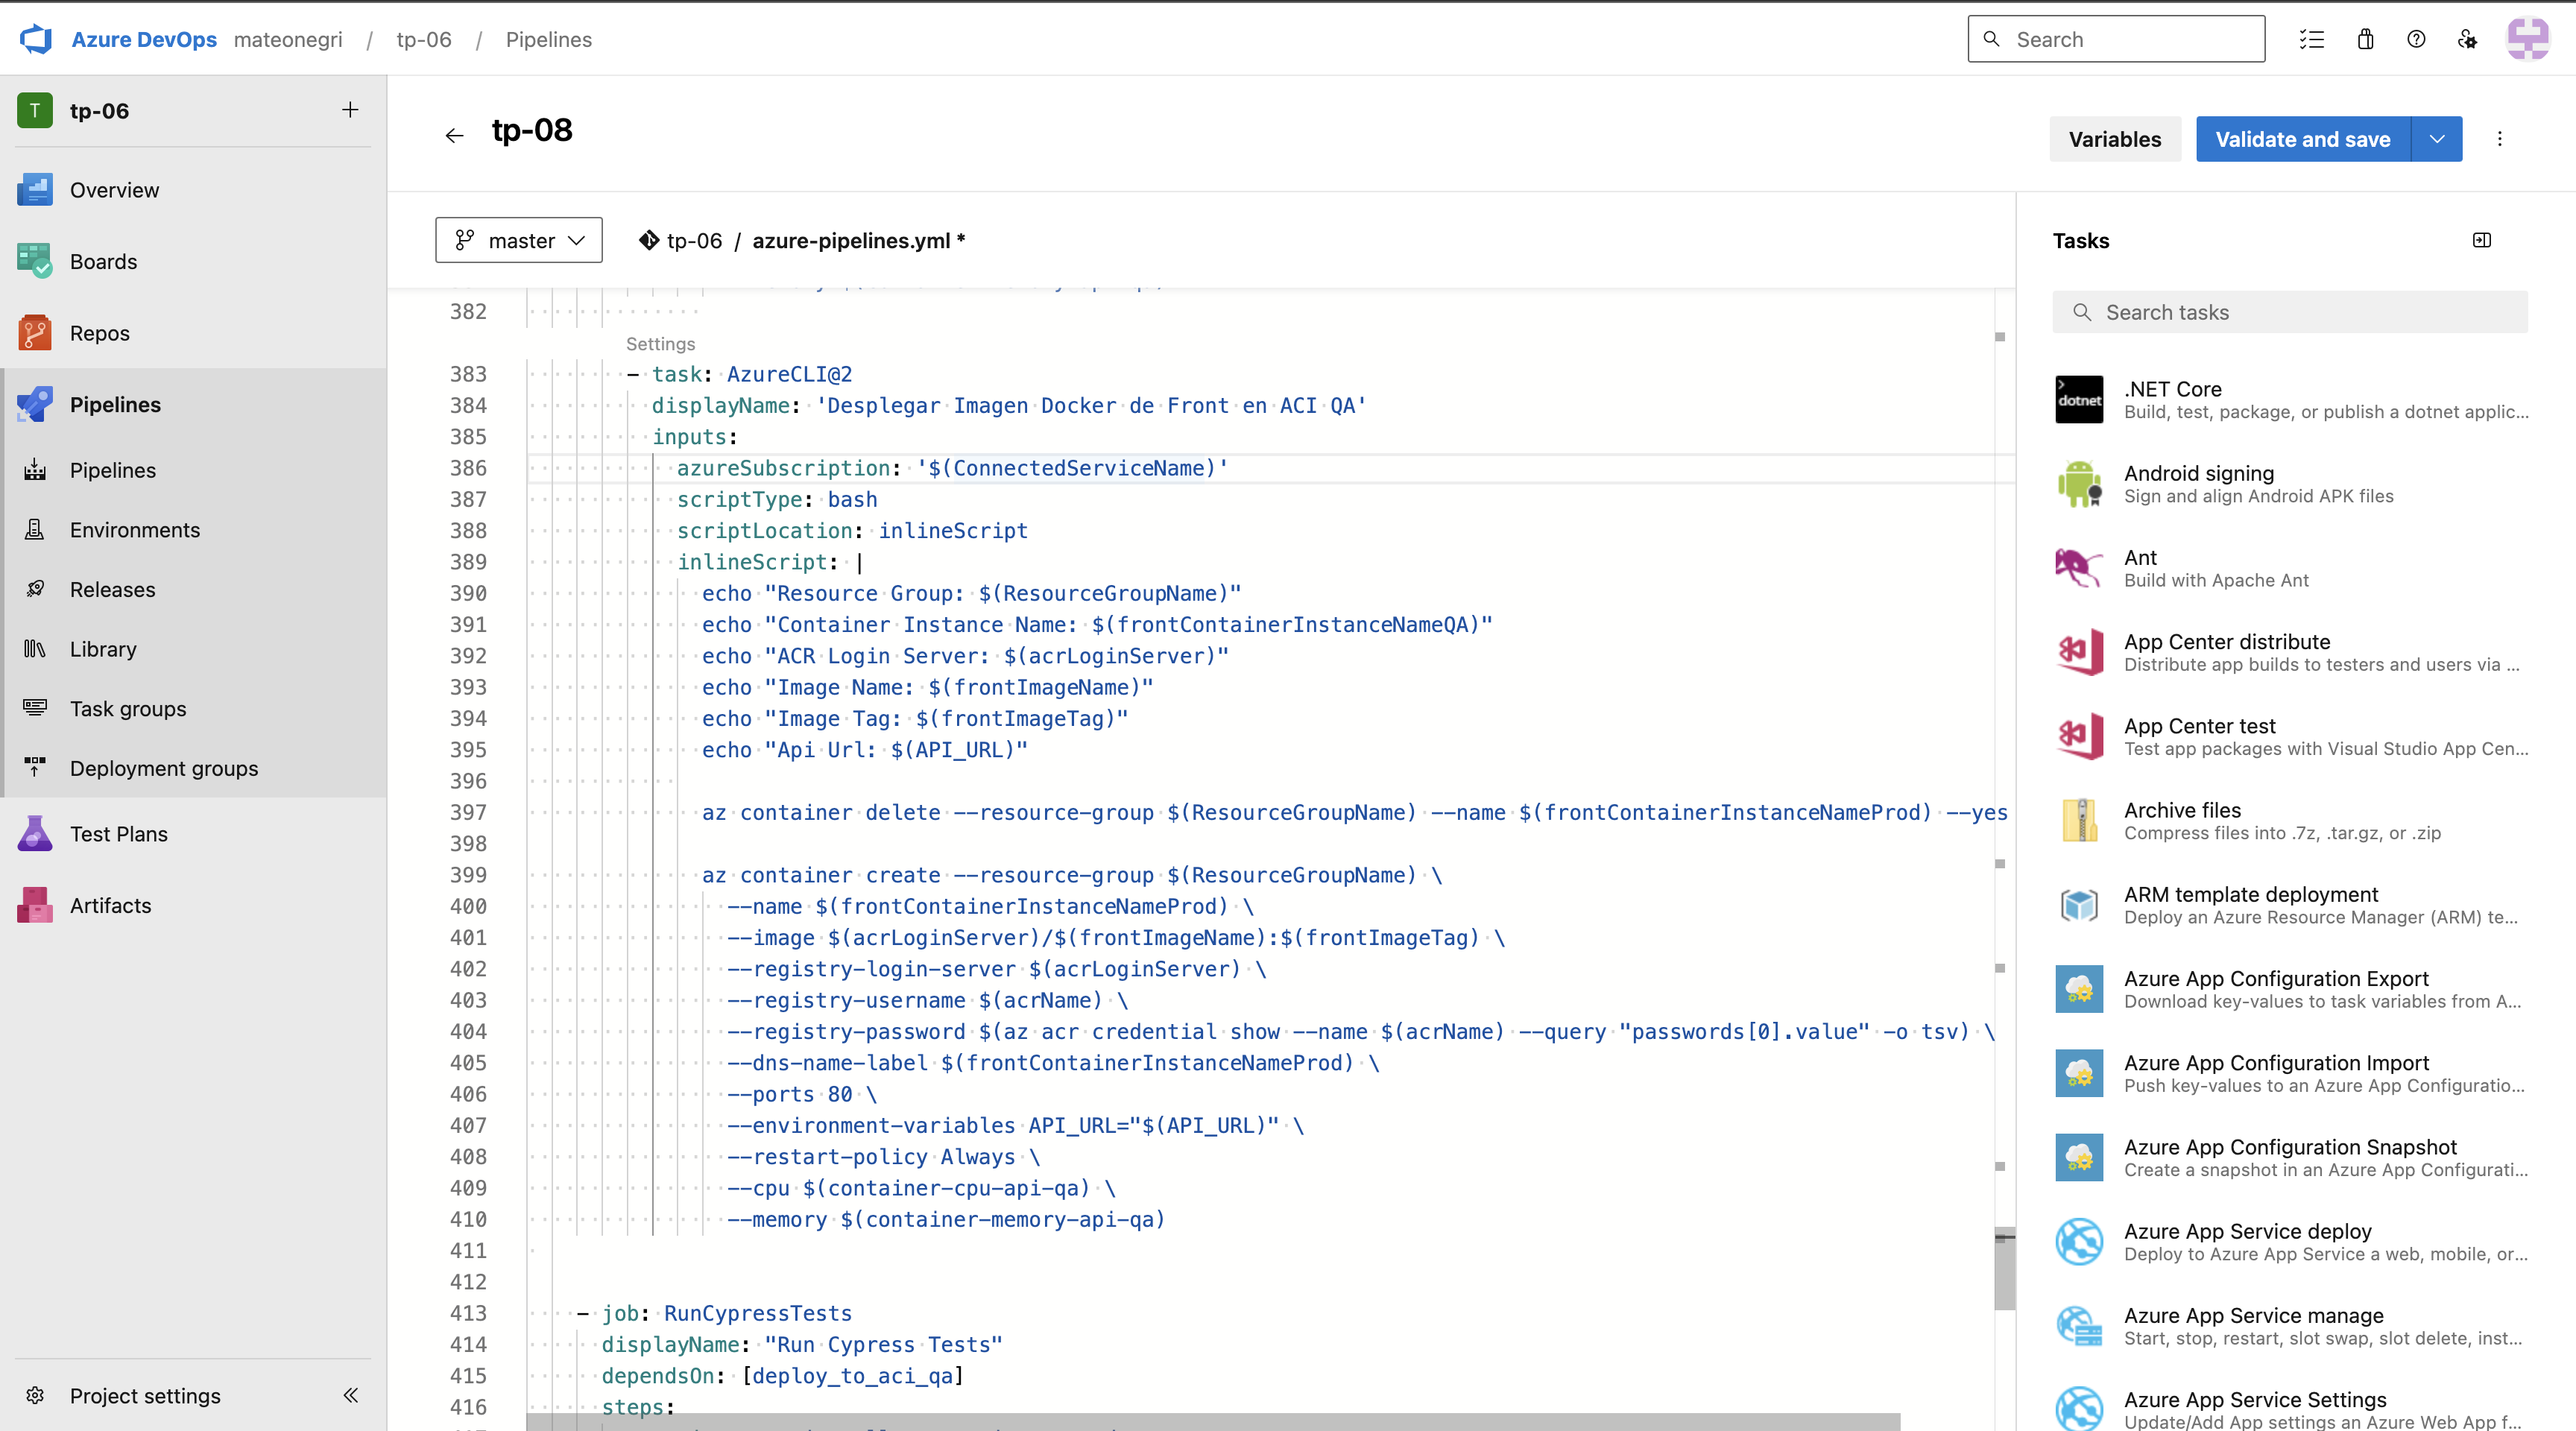 Azure DevOps mateonegri / tp-06 / Pipelines
Search
T tp-06
Overview
Boards
Repos
Pipelines
Pipelines
Environments
Releases
Library
Task groups
Deployment groups
Test Plans
Artifacts
Project settings
tp-08
Variables
Validate and save
master
tp-06 / azure-pipelines.yml *
382
Settings
383 - task: AzureCLI@2
384 displayName: 'Desplegar Imagen Docker de Front en ACI QA'
385 inputs:
386 azureSubscription: '$(ConnectedServiceName)'
387 scriptType: bash
388 scriptLocation: inlineScript
389 inlineScript: |
390 echo "Resource Group: $(ResourceGroupName)"
391 echo "Container Instance Name: $(frontContainerInstanceNameQA)"
392 echo "ACR Login Server: $(acrLoginServer)"
393 echo "Image Name: $(frontImageName)"
394 echo "Image Tag: $(frontImageTag)"
395 echo "Api Url: $(API_URL)"
396
397 az container delete --resource-group $(ResourceGroupName) --name $(frontContainerInstanceNameProd) --yes
398
399 az container create --resource-group $(ResourceGroupName) \
400 --name $(frontContainerInstanceNameProd) \
401 --image $(acrLoginServer)/$(frontImageName):$(frontImageTag) \
402 --registry-login-server $(acrLoginServer) \
403 --registry-username $(acrName) \
404 --registry-password $(az acr credential show --name $(acrName) --query "passwords[0].value" -o tsv) \
405 --dns-name-label $(frontContainerInstanceNameProd) \
406 --ports 80 \
407 --environment-variables API_URL="$(API_URL)" \
408 --restart-policy Always \
409 --cpu $(container-cpu-api-qa) \
410 --memory $(container-memory-api-qa)
411
412
413 - job: RunCypressTests
414 displayName: "Run Cypress Tests"
415 dependsOn: [deploy_to_aci_qa]
416 steps:
Tasks
Search tasks
dotnet
.NET Core
Build, test, package, or publish a dotnet applic...
Android signing
Sign and align Android APK files
Ant
Build with Apache Ant
App Center distribute
Distribute app builds to testers and users via ...
App Center test
Test app packages with Visual Studio App Cen...
Archive files
Compress files into .7z, .tar.gz, or .zip
ARM template deployment
Deploy an Azure Resource Manager (ARM) te...
Azure App Configuration Export
Download key-values to task variables from A...
Azure App Configuration Import
Push key-values to an Azure App Configuratio...
Azure App Configuration Snapshot
Create a snapshot in an Azure App Configurati...
Azure App Service deploy
Deploy to Azure App Service a web, mobile, or...
Azure App Service manage
Start, stop, restart, slot swap, slot delete, inst...
Azure App Service Settings
Update/Add App settings an Azure Web App f...